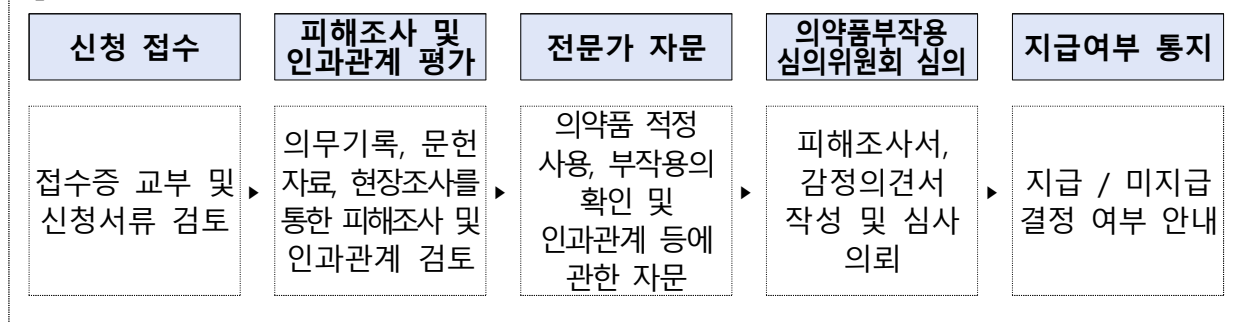 신청 접수
피해조사 및
인과관계 평가
전문가 자문
의약품부작용
심의위원회 심의
지급여부 통지
접수증 교부 및
신청서류 검토
▶
의무기록, 문헌
자료, 현장조사를
통한 피해조사 및
인과관계 검토
▶
의약품 적정
사용, 부작용의
확인 및
인과관계 등에
관한 자문
▶
피해조사서,
감정의견서
작성 및 심사
의뢰
▶
지급 / 미지급
결정 여부 안내